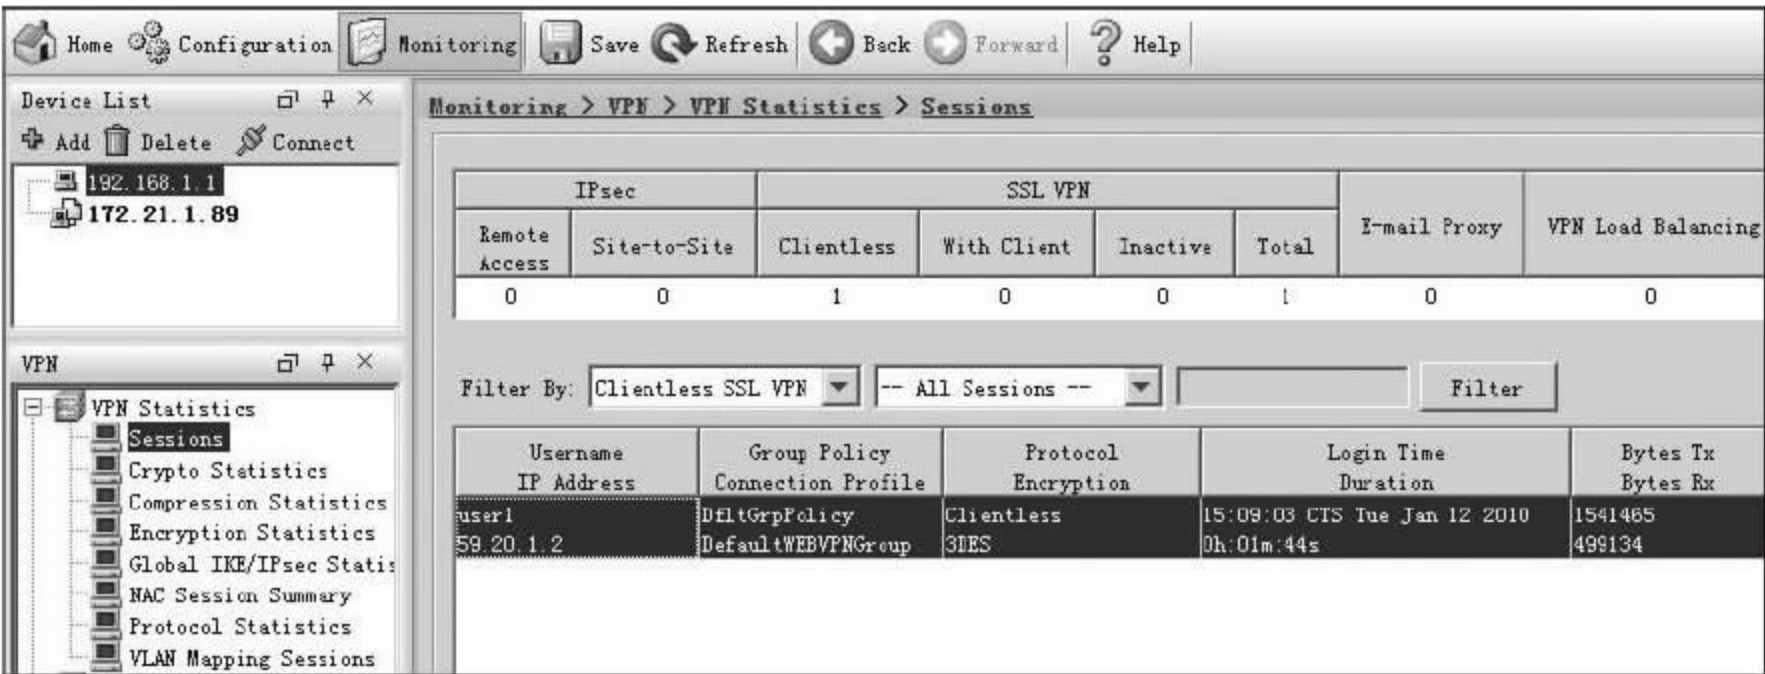 Home Configuration Monitoring Save Refresh Back Forward Help
Device List
Add Delete Connect
192.168.1.1
172.21.1.89
VPN
VPN Statistics
Sessions
Crypto Statistics
Compression Statistics
Encryption Statistics
Global IKE/IPsec Statis
NAC Session Summary
Protocol Statistics
VLAN Mapping Sessions
Monitoring > VPN > VPN Statistics > Sessions
IPsec SSL VPN E-mail Proxy VPN Load Balancing
Remote Access Site-to-Site Clientless With Client Inactive Total
0 0 1 0 0 1 0 0
Filter By: Clientless SSL VPN -- All Sessions -- Filter
Username Group Policy Protocol Login Time Bytes Tx
IP Address Connection Profile Encryption Duration Bytes Rx
user1 DfltGrpPolicy Clientless 15:09:03 CTS Tue Jan 12 2010 1541465
59.20.1.2 DefaultWEBVPNGroup 3DES 0h:01m:44s 499134